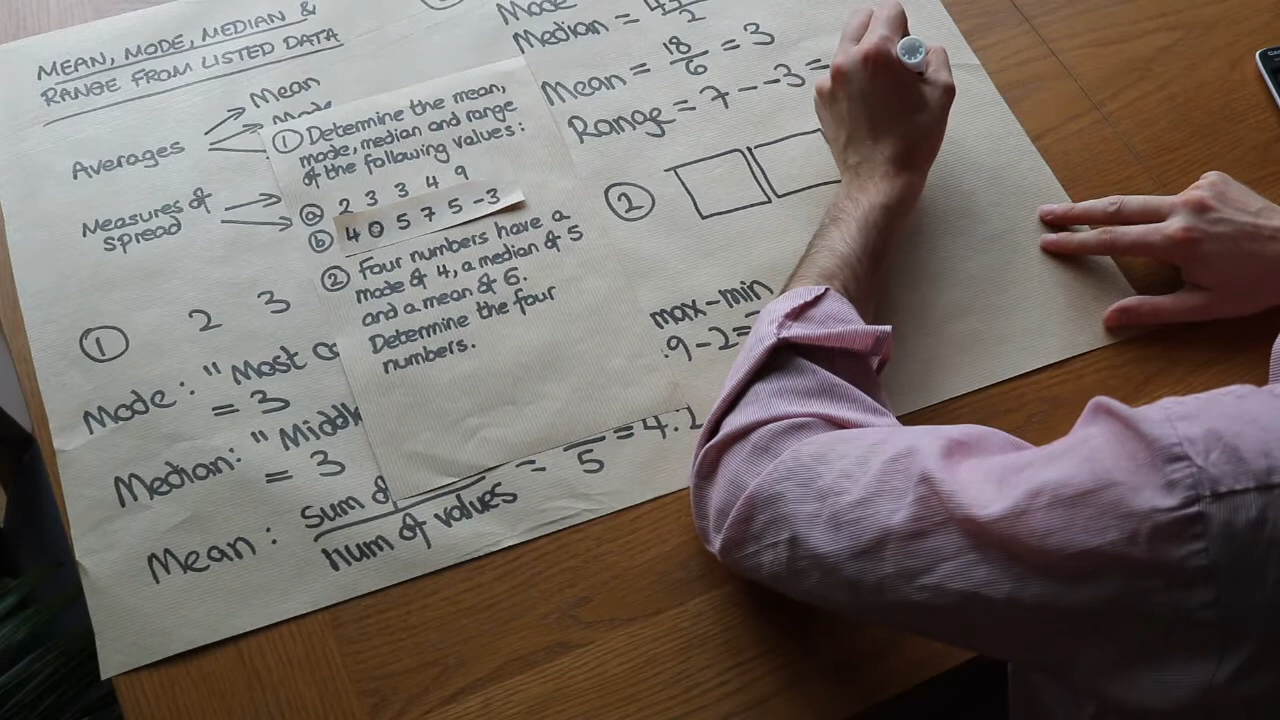 MEAN, MODE, MEDIAN &
RANGE FROM LISTED DATA
Averages
Mean
Mode
Measures of
spread
① 2 3
Mode: "Most
= 3
Median: "Middl
= 3
Mean: sum of
num of values
=
5
= 4.2
① Determine the mean,
mode, median and range
of the following values:
ⓐ 2 3 3 4 9
ⓑ 4 0 5 7 5 -3
② Four numbers have a
mode of 4, a median of 5
and a mean of 6.
Determine the four
numbers.
Mode
Median =
2
Mean = 18/6 = 3
Range = 7 - -3 =
②
max-min
9-2=